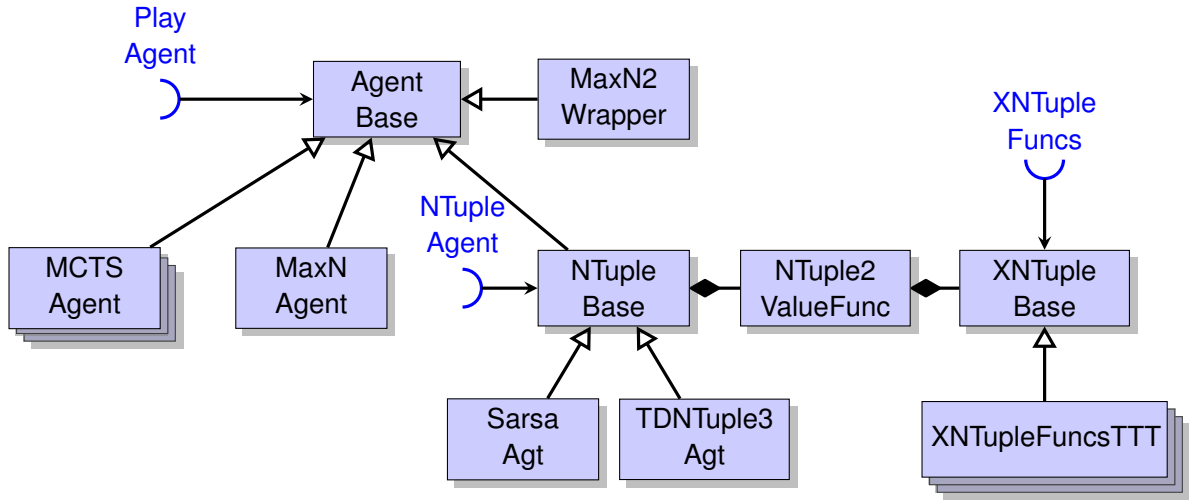 Play
Agent
Agent
Base
MaxN2
Wrapper
XNTuple
Funcs
NTuple
Agent
MCTS
Agent
MaxN
Agent
NTuple
Base
NTuple2
ValueFunc
XNTuple
Base
Sarsa
Agt
TDNTuple3
Agt
XNTupleFuncsTTT